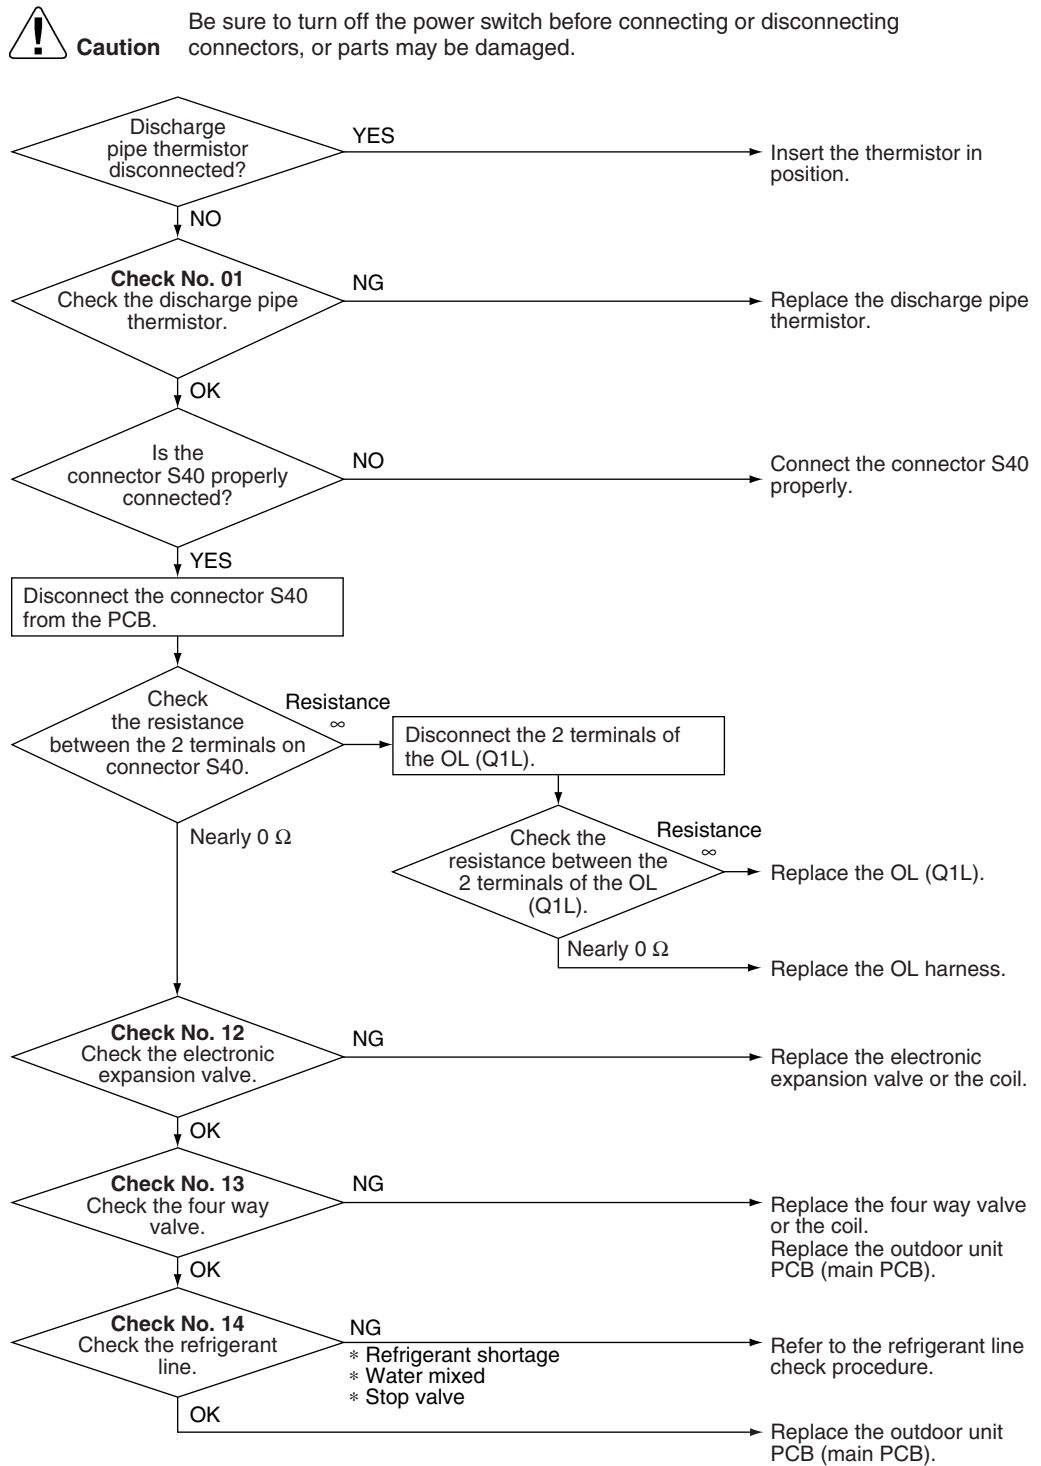 Be sure to turn off the power switch before connecting or disconnecting
Caution connectors, or parts may be damaged.
Discharge
pipe thermistor
disconnected?
YES
Insert the thermistor in
position.
NO
Check No. 01
Check the discharge pipe
thermistor.
NG
Replace the discharge pipe
thermistor.
OK
Is the
connector S40 properly
connected?
NO
Connect the connector S40
properly.
YES
Disconnect the connector S40
from the PCB.
Check
the resistance
between the 2 terminals on
connector S40.
Resistance
∞
Disconnect the 2 terminals of
the OL (Q1L).
Nearly 0 Ω
Check the
resistance between the
2 terminals of the OL
(Q1L).
Resistance
∞
Replace the OL (Q1L).
Nearly 0 Ω
Replace the OL harness.
Check No. 12
Check the electronic
expansion valve.
NG
Replace the electronic
expansion valve or the coil.
OK
Check No. 13
Check the four way
valve.
NG
Replace the four way valve
or the coil.
Replace the outdoor unit
PCB (main PCB).
OK
Check No. 14
Check the refrigerant
line.
NG
∗ Refrigerant shortage
∗ Water mixed
∗ Stop valve
Refer to the refrigerant line
check procedure.
OK
Replace the outdoor unit
PCB (main PCB).